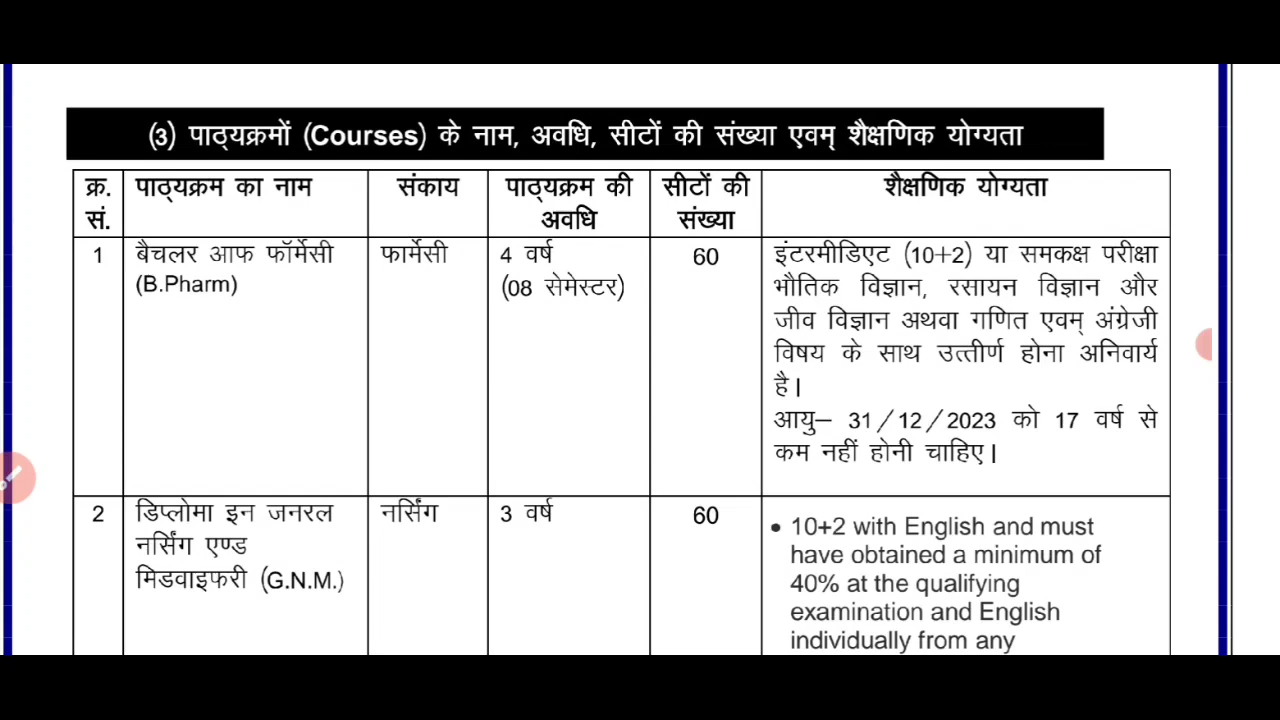 (3) पाठ्यक्रमों (Courses) के नाम, अवधि, सीटों की संख्या एवम् शैक्षणिक योग्यता
क्र. सं.
पाठ्यक्रम का नाम
संकाय
पाठ्यक्रम की
अवधि
सीटों की
संख्या
शैक्षणिक योग्यता
1
बैचलर आफ फॉर्मेसी
(B.Pharm)
फार्मेसी
4 वर्ष
(08 सेमेस्टर)
60
इंटरमीडिएट (10+2) या समकक्ष परीक्षा
भौतिक विज्ञान, रसायन विज्ञान और
जीव विज्ञान अथवा गणित एवम् अंग्रेजी
विषय के साथ उत्तीर्ण होना अनिवार्य
है।
आयु– 31/12/2023 को 17 वर्ष से
कम नहीं होनी चाहिए।
2
डिप्लोमा इन जनरल
नर्सिंग एण्ड
मिडवाइफरी (G.N.M.)
नर्सिंग
3 वर्ष
60
• 10+2 with English and must
have obtained a minimum of
40% at the qualifying
examination and English
individually from any